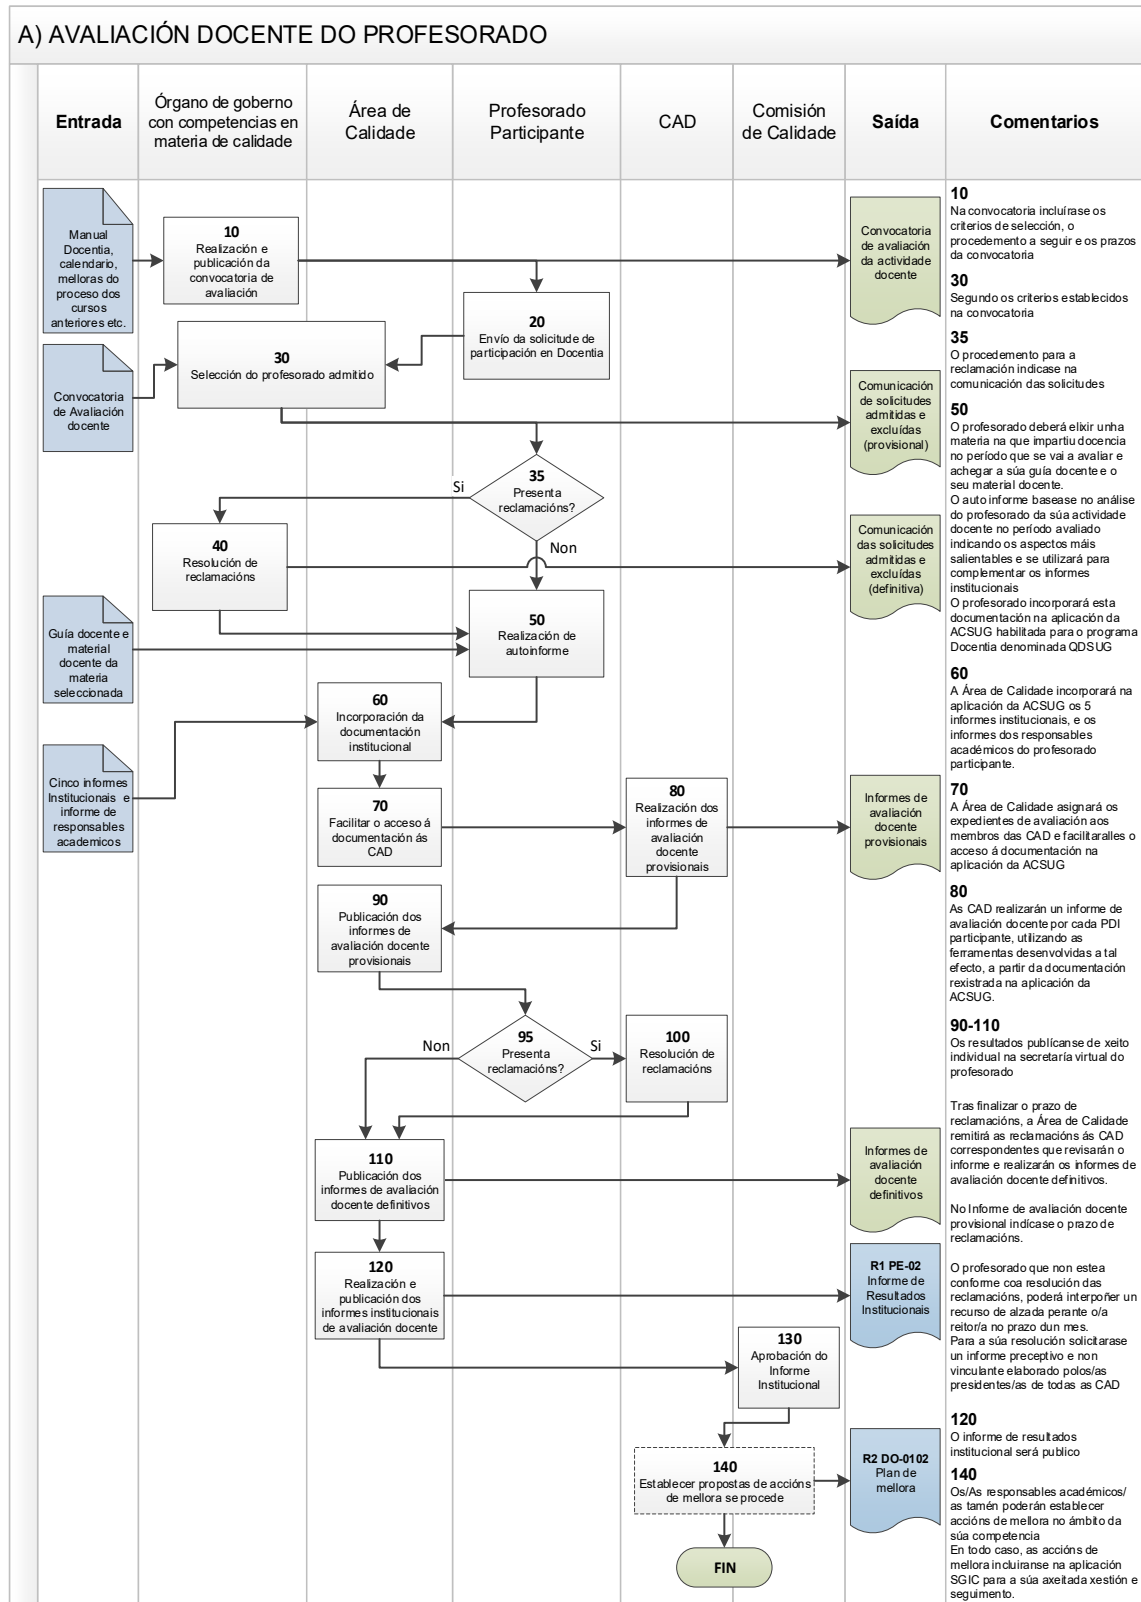 A) AVALIACIÓN DOCENTE DO PROFESORADO
Entrada
Órgano de goberno
con competencias en
materia de calidade
Área de
Calidade
Profesorado
Participante
CAD
Comisión
de Calidade
Saída
Comentarios
Manual
Docentia,
calendario,
melloras do
proceso dos
cursos
anteriores etc.
10
Realización e
publicación da
convocatoria de
avaliación
Convocatoria
de avaliación
da actividade
docente
20
Envío da solicitude de
participación en Docentia
Convocatoria
de Avaliación
docente
30
Selección do profesorado admitido
Comunicación
de solicitudes
admitidas e
excluídas
(provisional)
35
Presenta
reclamacións?
Si
Non
40
Resolución de
reclamacións
Comunicación
das solicitudes
admitidas e
excluídas
(definitiva)
Guía docente e
material
docente da
materia
seleccionada
50
Realización de
autoinforme
60
Incorporación da
documentación
institucional
Cinco informes
Institucionais e
informe de
responsables
academicos
70
Facilitar o acceso á
documentación ás
CAD
80
Realización dos
informes de
avaliación
docente
provisionais
Informes de
avaliación
docente
provisionais
90
Publicación dos
informes de
avaliación docente
provisionais
95
Presenta
reclamacións?
Non
Si
100
Resolución de
reclamacións
110
Publicación dos
informes de avaliación
docente definitivos
Informes de
avaliación
docente
definitivos
120
Realización e
publicación dos
informes institucionais
de avaliación docente
R1 PE-02
Informe de
Resultados
Institucionais
130
Aprobación do
Informe
Institucional
140
Establecer propostas de accións
de mellora se procede
R2 DO-0102
Plan de
mellora
FIN
10
Na convocatoria incluírase os
criterios de selección, o
procedemento a seguir e os prazos
da convocatoria
30
Segundo os criterios establecidos
na convocatoria
35
O procedemento para a
reclamación indicase na
comunicación das solicitudes
50
O profesorado deberá elixir unha
materia na que impartiu docencia
no período que se vai a avaliar e
achegar a súa guía docente e o
seu material docente.
O auto informe basease no análise
do profesorado da súa actividade
docente no período avaliado
indicando os aspectos máis
salientables e se utilizará para
complementar os informes
institucionais
O profesorado incorporará esta
documentación na aplicación da
ACSUG habilitada para o programa
Docentia denominada QDSUG
60
A Área de Calidade incorporará na
aplicación da ACSUG os 5
informes institucionais, e os
informes dos responsables
académicos do profesorado
participante.
70
A Área de Calidade asignará os
expedientes de avaliación aos
membros das CAD e facilitaralles o
acceso á documentación na
aplicación da ACSUG
80
As CAD realizarán un informe de
avaliación docente por cada PDI
participante, utilizando as
ferramentas desenvolvidas a tal
efecto, a partir da documentación
rexistrada na aplicación da
ACSUG.
90-110
Os resultados publícanse de xeito
individual na secretaría virtual do
profesorado
Tras finalizar o prazo de
reclamacións, a Área de Calidade
remitirá as reclamacións ás CAD
correspondentes que revisarán o
informe e realizarán os informes de
avaliación docente definitivos.
No Informe de avaliación docente
provisional indícase o prazo de
reclamacións.
O profesorado que non estea
conforme coa resolución das
reclamacións, poderá interpoñer un
recurso de alzada perante o/a
reitor/a no prazo dun mes.
Para a súa resolución solicitarase
un informe preceptivo e non
vinculante elaborado polos/as
presidentes/as de todas as CAD
120
O informe de resultados
institucional será publico
140
Os/As responsables académicos/
as tamén poderán establecer
accións de mellora no ámbito da
súa competencia
En todo caso, as accións de
mellora incluiranse na aplicación
SGIC para a súa axeitada xestión e
seguimento.